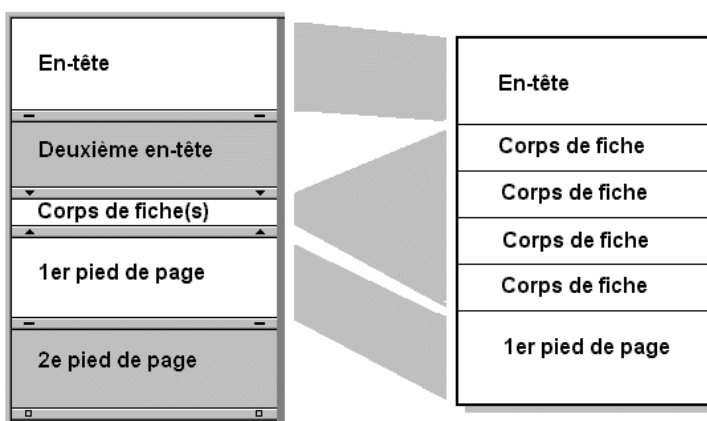 En-tête
Deuxième en-tête
Corps de fiche(s)
1er pied de page
2e pied de page
En-tête
Corps de fiche
Corps de fiche
Corps de fiche
Corps de fiche
1er pied de page